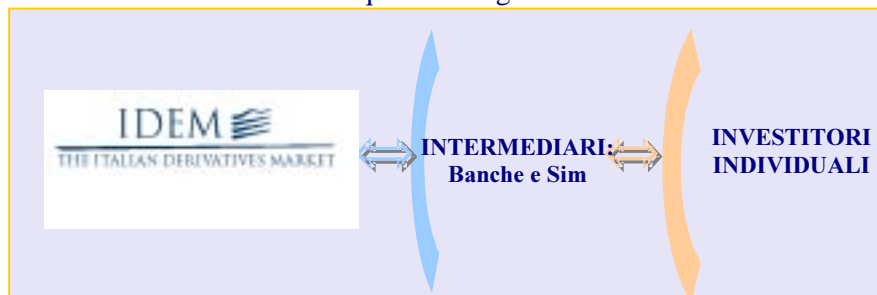 IDEM
THE ITALIAN DERIVATIVES MARKET
INTERMEDIARI:
Banche e Sim
INVESTITORI
INDIVIDUALI